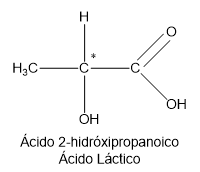 H
O
H₃C C * C
OH
OH
Ácido 2-hidróxipropanoico
Ácido Láctico